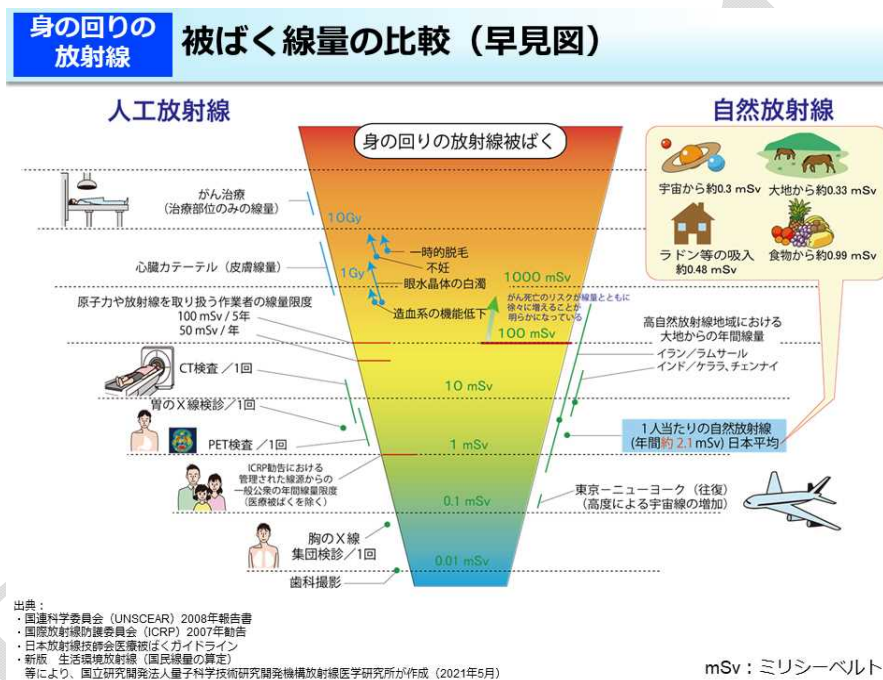 身の回りの
放射線
被ばく線量の比較（早見図）
人工放射線
自然放射線
身の回りの放射線被ばく
宇宙から約0.3 mSv
大地から約0.33 mSv
ラドン等の吸入
約0.48 mSv
食物から約0.99 mSv
がん治療
（治療部位のみの線量）
10Gy
心臓カテーテル（皮膚線量）
1Gy
一時的脱毛
不妊
眼水晶体の白濁
造血系の機能低下
1000 mSv
がん死亡のリスクが線量とともに
徐々に増えることが
明らかになっている
100 mSv
原子力や放射線を取り扱う作業者の線量限度
100 mSv / 5年
50 mSv / 年
高自然放射線地域における
大地からの年間線量
イラン／ラムサール
インド／ケララ、チェンナイ
CT検査 ／1回
10 mSv
胃のX線検診／1回
PET検査 ／1回
1 mSv
1人当たりの自然放射線
(年間約 2.1mSv) 日本平均
ICRP勧告における
管理された線源からの
一般公衆の年間線量限度
（医療被ばくを除く）
0.1 mSv
東京ーニューヨーク（往復）
（高度による宇宙線の増加）
胸のX線
集団検診／1回
0.01 mSv
歯科撮影
出典：
・国連科学委員会（UNSCEAR）2008年報告書
・国際放射線防護委員会（ICRP）2007年勧告
・日本放射線技師会医療被ばくガイドライン
・新版　生活環境放射線（国民線量の算定）
等により、国立研究開発法人量子科学技術研究開発機構放射線医学研究所が作成（2021年5月）
mSv：ミリシーベルト